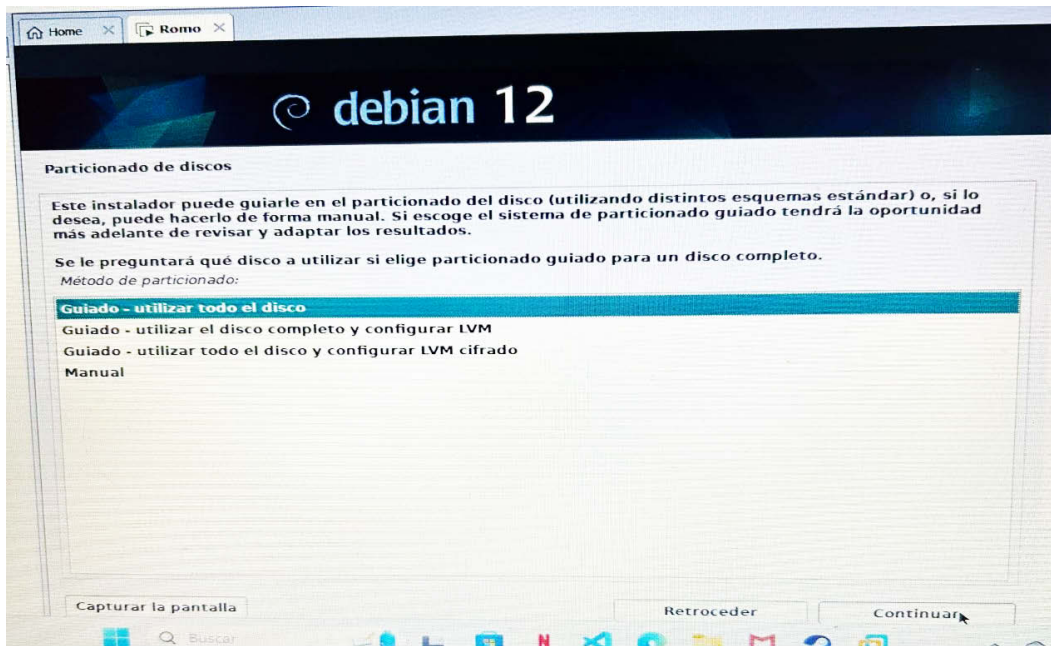 Home
Romo
debian 12
Particionado de discos
Este instalador puede guiarle en el particionado del disco (utilizando distintos esquemas estándar) o, si lo
desea, puede hacerlo de forma manual. Si escoge el sistema de particionado guiado tendrá la oportunidad
más adelante de revisar y adaptar los resultados.
Se le preguntará qué disco a utilizar si elige particionado guiado para un disco completo.
Método de particionado:
Guiado - utilizar todo el disco
Guiado - utilizar el disco completo y configurar LVM
Guiado - utilizar todo el disco y configurar LVM cifrado
Manual
Capturar la pantalla
Retroceder
Continuar
Buscar